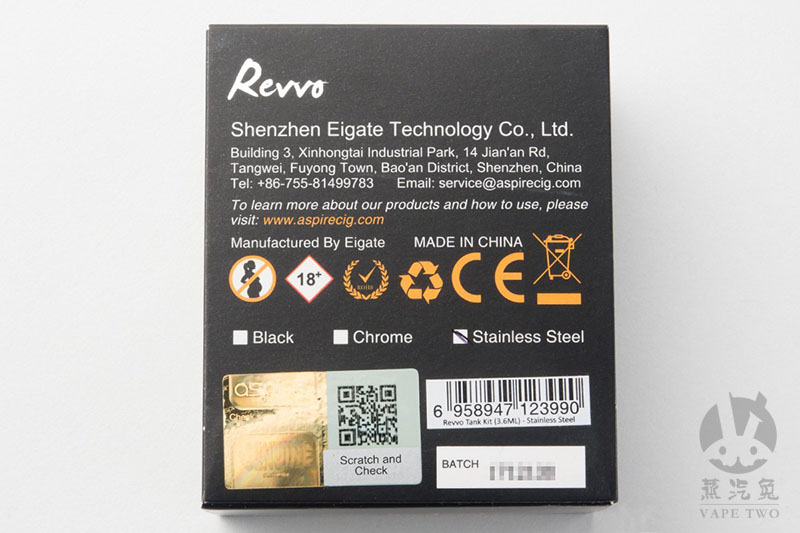 Revvo
Shenzhen Eigate Technology Co., Ltd.
Building 3, Xinhongtai Industrial Park, 14 Jian'an Rd,
Tangwei, Fuyong Town, Bao'an District, Shenzhen, China
Tel: +86-755-81499783 Email: service@aspirecig.com
To learn more about our products and how to use, please
visit: www.aspirecig.com
Manufactured By Eigate MADE IN CHINA
18+
ROHS
CE
Black Chrome Stainless Steel
Scratch and
Check
6 958947 123990
Revvo Tank Kit (3.6ML) - Stainless Steel
BATCH
蒸汽兔
VAPE TWO